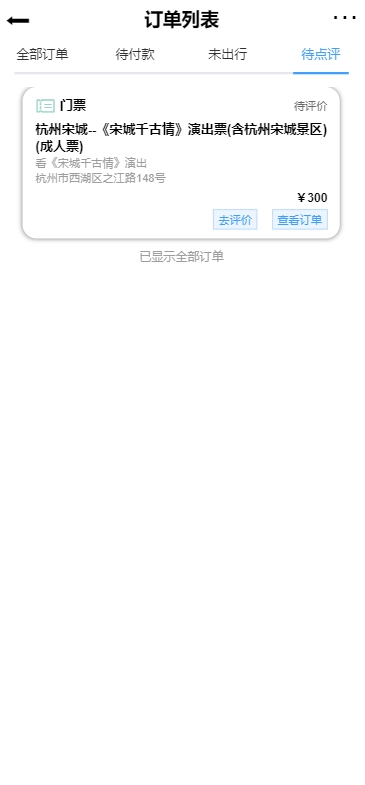 订单列表 ···
全部订单 待付款 未出行 待点评
门票 待评价
杭州宋城--《宋城千古情》演出票(含杭州宋城景区)
(成人票)
看《宋城千古情》演出
杭州市西湖区之江路148号
￥300
去评价 查看订单
已显示全部订单